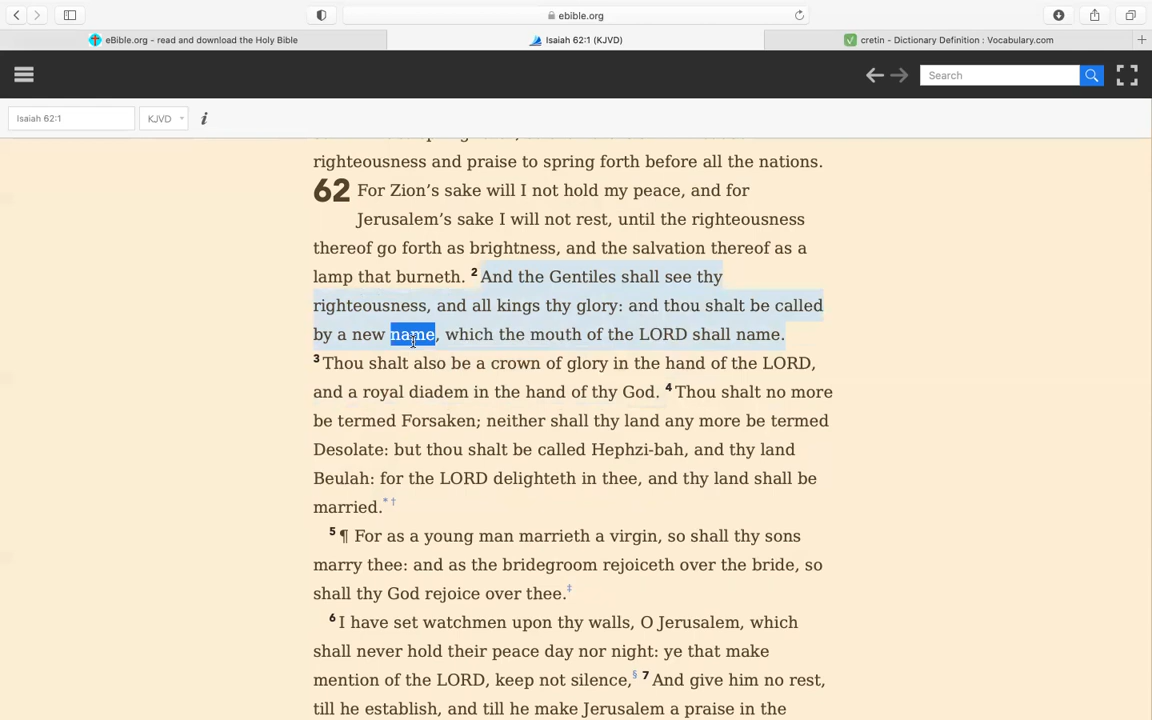 ebible.org
eBible.org - read and download the Holy Bible
Isaiah 62:1 (KJVD)
cretin - Dictionary Definition : Vocabulary.com
Search
Isaiah 62:1
KJVD
i
righteousness and praise to spring forth before all the nations.
62 For Zion’s sake will I not hold my peace, and for
Jerusalem’s sake I will not rest, until the righteousness
thereof go forth as brightness, and the salvation thereof as a
lamp that burneth. 2 And the Gentiles shall see thy
righteousness, and all kings thy glory: and thou shalt be called
by a new name, which the mouth of the LORD shall name.
3 Thou shalt also be a crown of glory in the hand of the LORD,
and a royal diadem in the hand of thy God. 4 Thou shalt no more
be termed Forsaken; neither shall thy land any more be termed
Desolate: but thou shalt be called Hephzi-bah, and thy land
Beulah: for the LORD delighteth in thee, and thy land shall be
married.* †
5 ¶ For as a young man marrieth a virgin, so shall thy sons
marry thee: and as the bridegroom rejoiceth over the bride, so
shall thy God rejoice over thee.‡
6 I have set watchmen upon thy walls, O Jerusalem, which
shall never hold their peace day nor night: ye that make
mention of the LORD, keep not silence,§ 7 And give him no rest,
till he establish, and till he make Jerusalem a praise in the